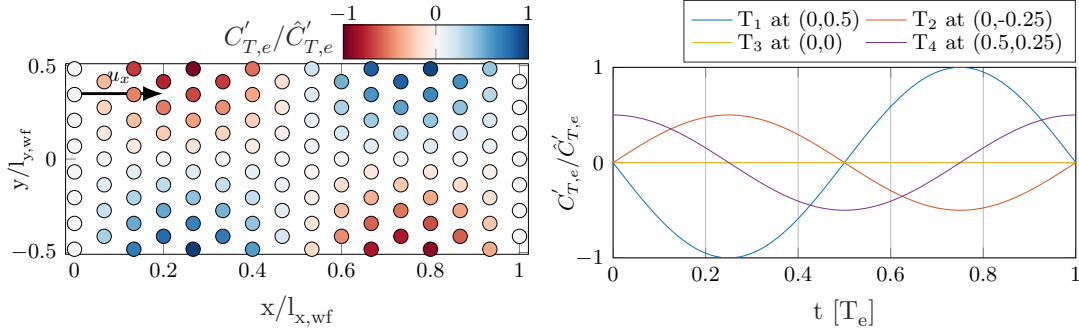 C′T,e/Ĉ′T,e
−1 0 1
0.5
0
−0.5
y/ly,wf
ux
0 0.2 0.4 0.6 0.8 1
x/lx,wf
T1 at (0,0.5) T2 at (0,-0.25)
T3 at (0,0) T4 at (0.5,0.25)
1
0
−1
C′T,e/Ĉ′T,e
0 0.2 0.4 0.6 0.8 1
t [Te]